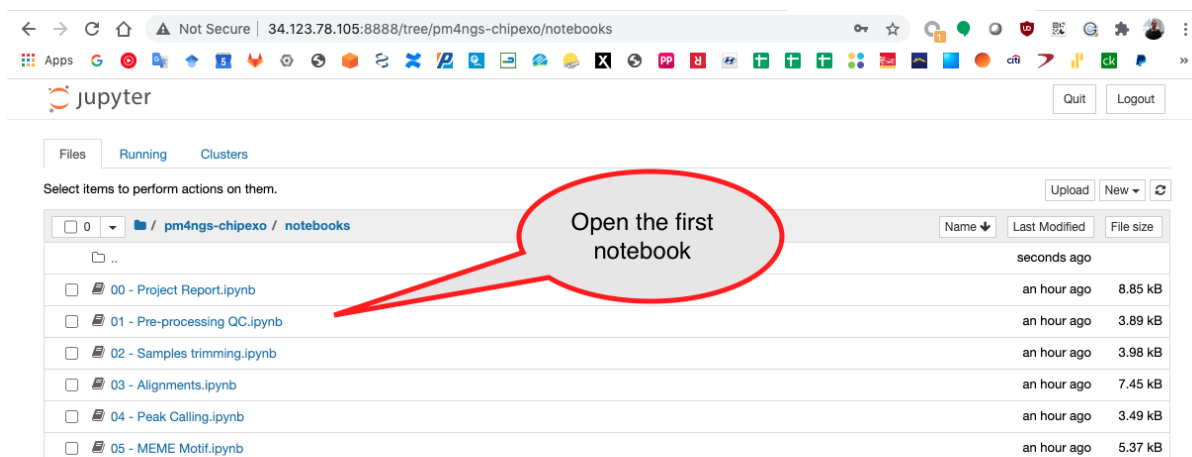 Not Secure | 34.123.78.105:8888/tree/pm4ngs-chipexo/notebooks
Apps
citi
ck
»
jupyter
Quit
Logout
Files
Running
Clusters
Select items to perform actions on them.
Upload
New
0
/ pm4ngs-chipexo / notebooks
Name
Last Modified
File size
Open the first
notebook
.. seconds ago
00 - Project Report.ipynb an hour ago 8.85 kB
01 - Pre-processing QC.ipynb an hour ago 3.89 kB
02 - Samples trimming.ipynb an hour ago 3.98 kB
03 - Alignments.ipynb an hour ago 7.45 kB
04 - Peak Calling.ipynb an hour ago 3.49 kB
05 - MEME Motif.ipynb an hour ago 5.37 kB